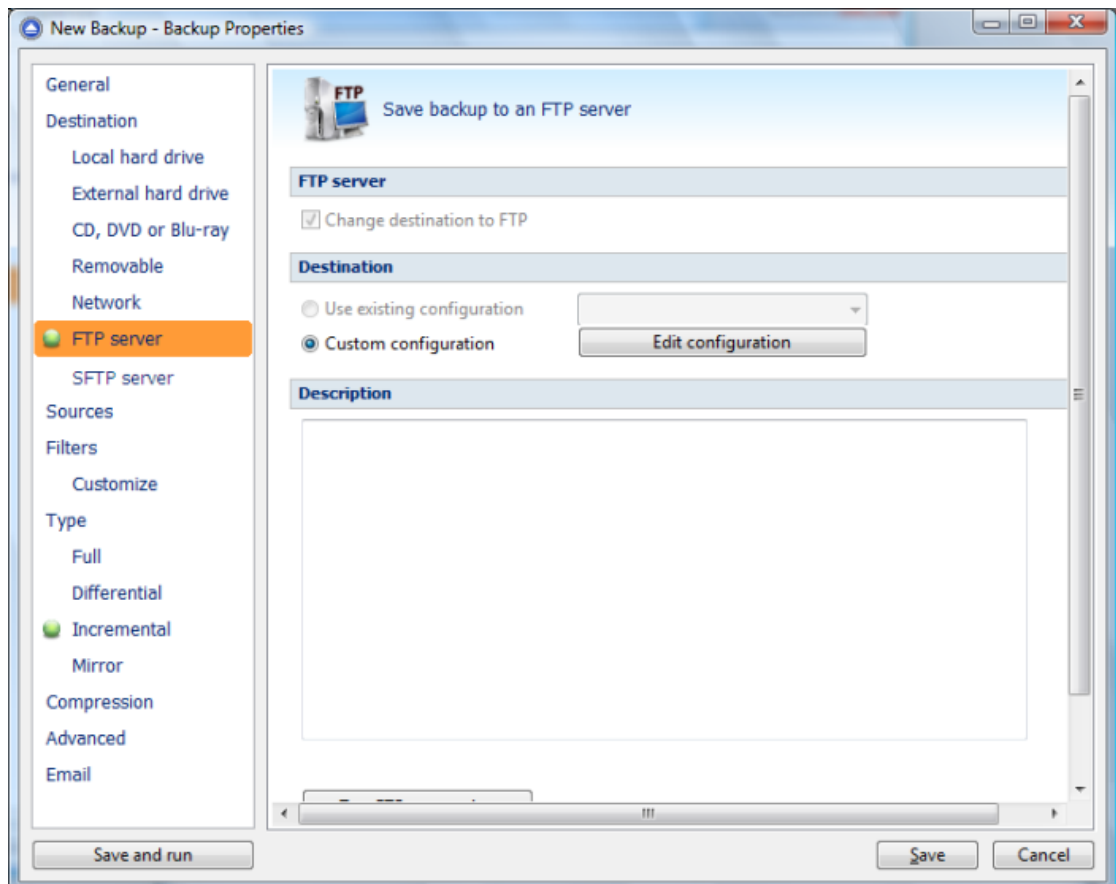 New Backup - Backup Properties
General
Destination
Local hard drive
External hard drive
CD, DVD or Blu-ray
Removable
Network
FTP server
SFTP server
Sources
Filters
Customize
Type
Full
Differential
Incremental
Mirror
Compression
Advanced
Email
FTP
Save backup to an FTP server
FTP server
Change destination to FTP
Destination
Use existing configuration
Custom configuration Edit configuration
Description
Save and run Save Cancel